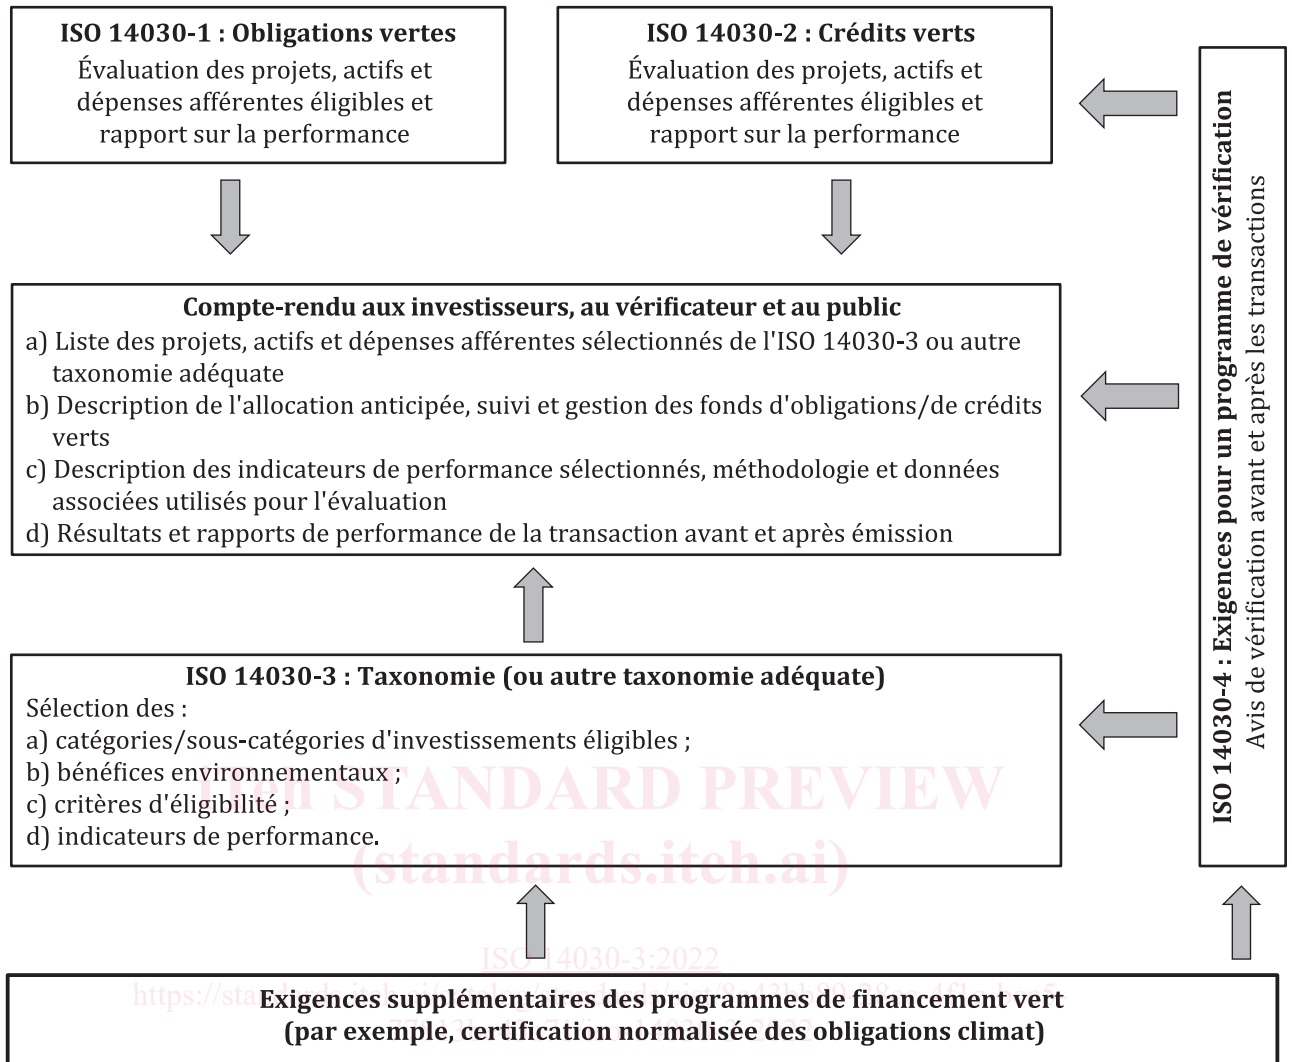 ISO 14030-1 : Obligations vertes
Évaluation des projets, actifs et
dépenses afférentes éligibles et
rapport sur la performance
ISO 14030-2 : Crédits verts
Évaluation des projets, actifs et
dépenses afférentes éligibles et
rapport sur la performance
ISO 14030-4 : Exigences pour un programme de vérification
Avis de vérification avant et après les transactions
Compte-rendu aux investisseurs, au vérificateur et au public
a) Liste des projets, actifs et dépenses afférentes sélectionnés de l'ISO 14030-3 ou autre
taxonomie adéquate
b) Description de l'allocation anticipée, suivi et gestion des fonds d'obligations/de crédits
verts
c) Description des indicateurs de performance sélectionnés, méthodologie et données
associées utilisés pour l'évaluation
d) Résultats et rapports de performance de la transaction avant et après émission
ISO 14030-3 : Taxonomie (ou autre taxonomie adéquate)
Sélection des :
a) catégories/sous-catégories d'investissements éligibles ;
b) bénéfices environnementaux ;
c) critères d'éligibilité ;
d) indicateurs de performance.
iTeh STANDARD PREVIEW
(standards.iteh.ai)
ISO 14030-3:2022
Exigences supplémentaires des programmes de financement vert
(par exemple, certification normalisée des obligations climat)